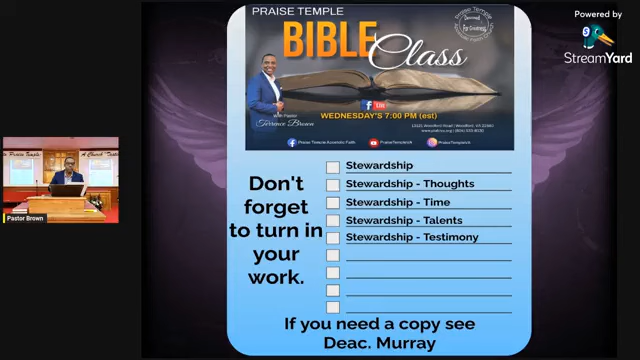 Powered by
StreamYard
PRAISE TEMPLE
BIBLE
Class
With Pastor
Terrence Brown
WEDNESDAY'S 7:00 PM (est)
Pastor Brown
Don't
forget
to turn in
your
work.
Stewardship
Stewardship - Thoughts
Stewardship - Time
Stewardship - Talents
Stewardship - Testimony
If you need a copy see
Deac. Murray